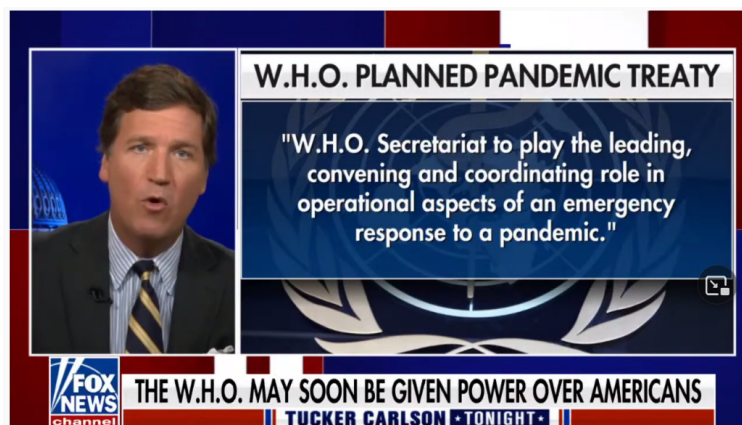 W.H.O. PLANNED PANDEMIC TREATY
"W.H.O. Secretariat to play the leading,
convening and coordinating role in
operational aspects of an emergency
response to a pandemic."
FOX
NEWS
channel
THE W.H.O. MAY SOON BE GIVEN POWER OVER AMERICANS
TUCKER CARLSON TONIGHT